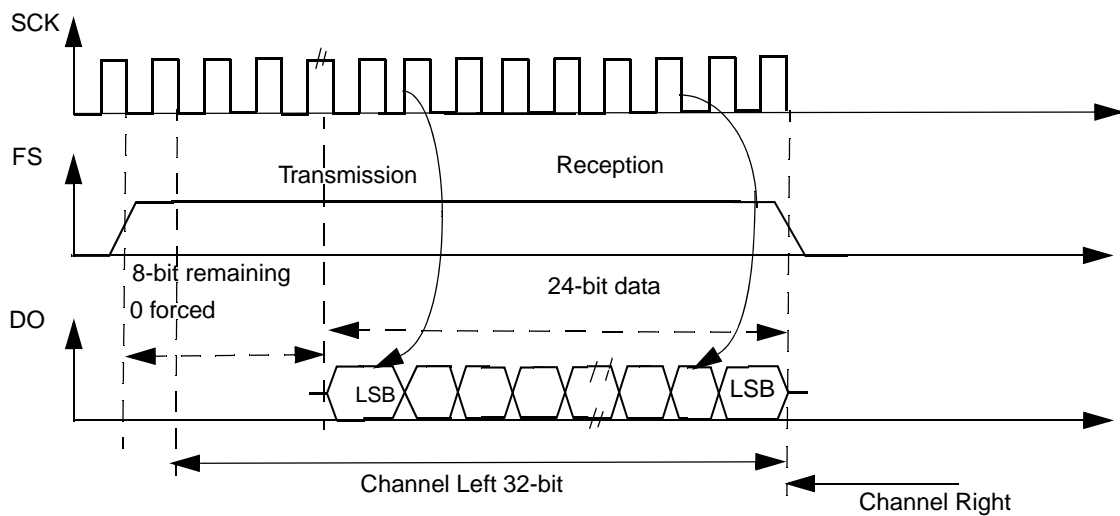 SCK
FS
Transmission
Reception
8-bit remaining
0 forced
24-bit data
DO
LSB
LSB
Channel Left 32-bit
Channel Right